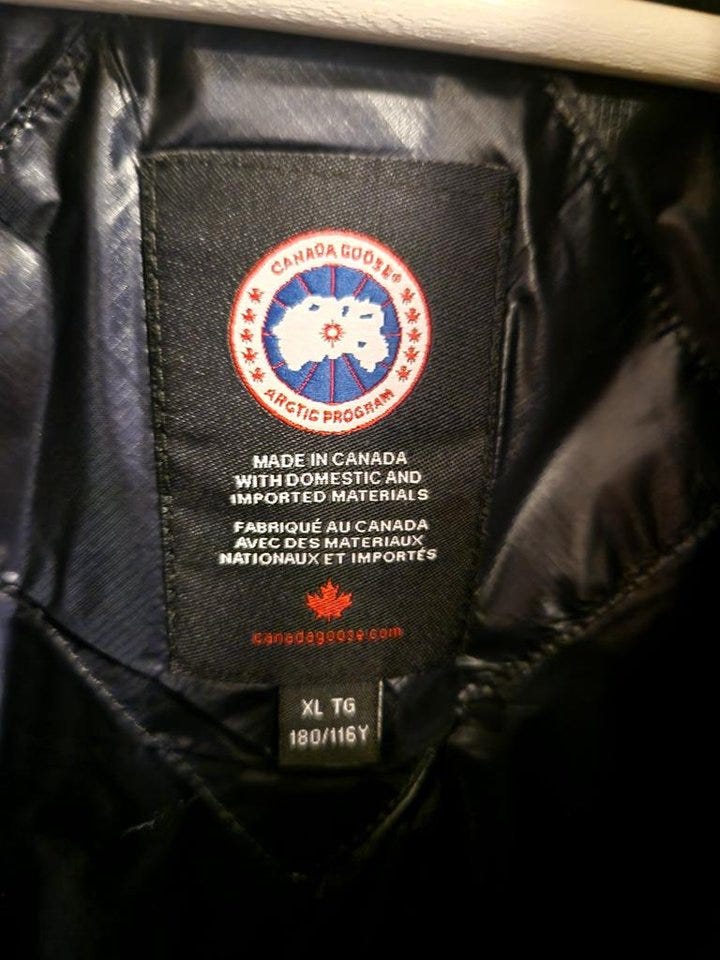 CANADA GOOSE®
ARCTIC PROGRAM
MADE IN CANADA
WITH DOMESTIC AND
IMPORTED MATERIALS
FABRIQUÉ AU CANADA
AVEC DES MATERIAUX
NATIONAUX ET IMPORTÉS
canadagoose.com
XL TG
180/116Y